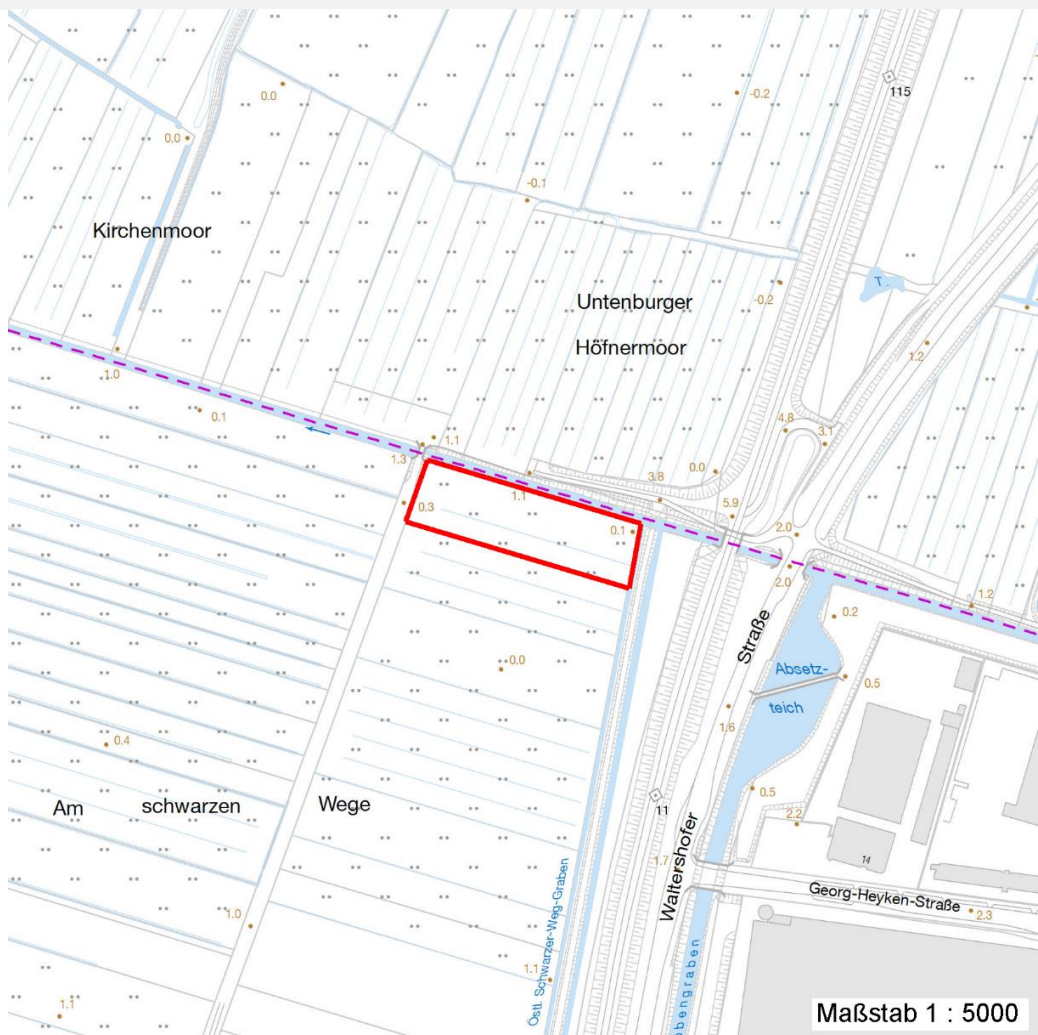 115
0.0
-0.2
0.0
-0.1
Kirchenmoor
T.
-0.2
Untenburger
Höfnermoor
1.2
1.0
0.1
4.8
3.1
1.1
1.3
0.0
3.8
1.1
5.9
0.3
0.1
2.0
2.0
1.2
0.2
Straße
0.0
Absetz-
teich
0.5
1.6
0.4
Am schwarzen Wege
11
0.5
2.2
14
1.7
Waltershofer
Georg-Heyken-Straße
2.3
1.0
Östl. Schwarzer-Weg-Graben
1.1
obengraben
1.1
Maßstab 1 : 5000